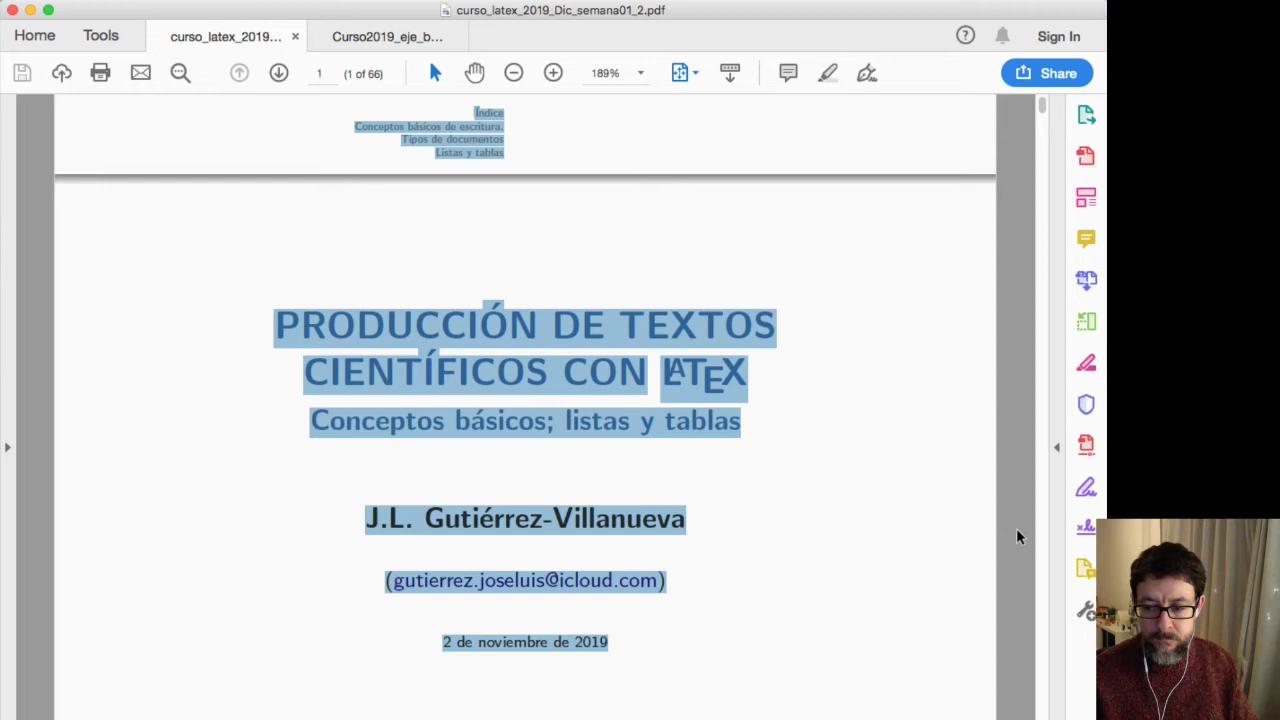 curso_latex_2019_Dic_semana01_2.pdf
Home Tools curso_latex_2019... × Curso2019_eje_b... Sign In
1 (1 of 66) 189% Share
Índice
Conceptos básicos de escritura.
Tipos de documentos
Listas y tablas
PRODUCCIÓN DE TEXTOS
CIENTÍFICOS CON LATEX
Conceptos básicos; listas y tablas
J.L. Gutiérrez-Villanueva
(gutierrez.joseluis@icloud.com)
2 de noviembre de 2019